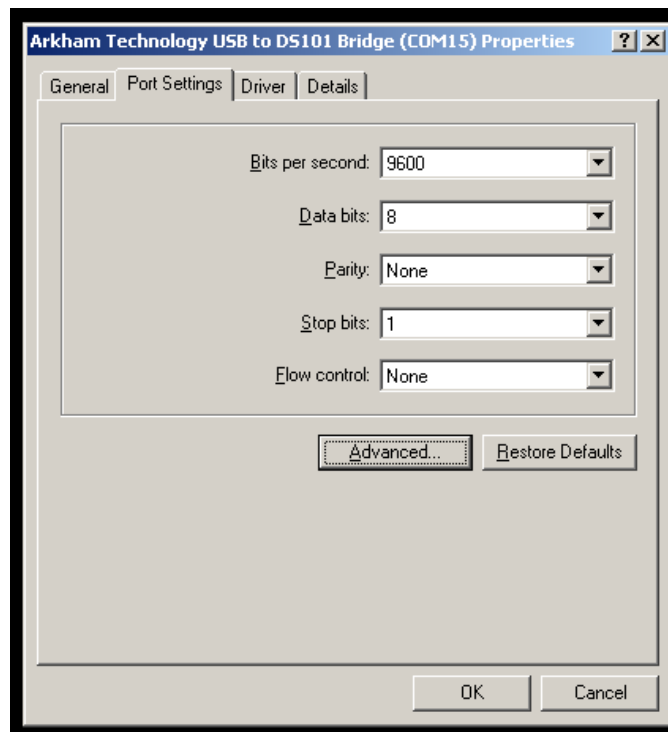 Arkham Technology USB to DS101 Bridge (COM15) Properties ? X
General Port Settings Driver Details
Bits per second: 9600
Data bits: 8
Parity: None
Stop bits: 1
Flow control: None
Advanced... Restore Defaults
OK Cancel